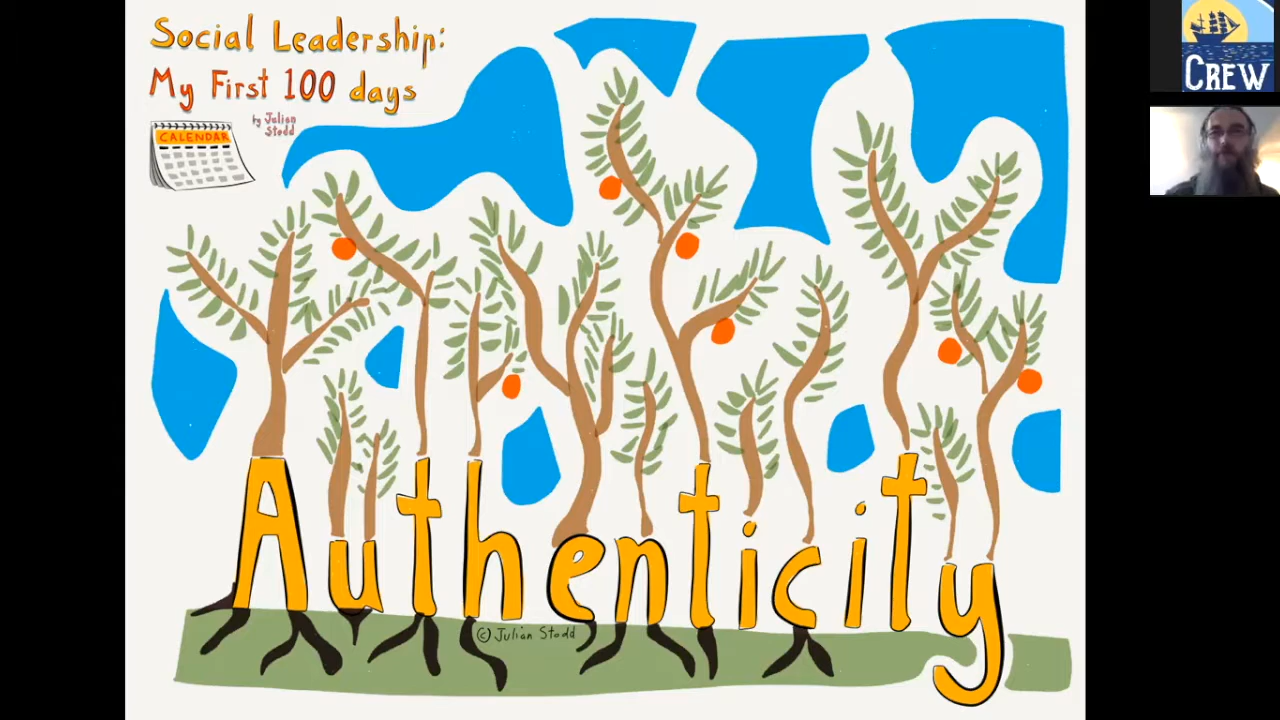 Social Leadership:
My First 100 days
by Julian
Stodd
CALENDAR
Authenticity
© Julian Stodd
CREW